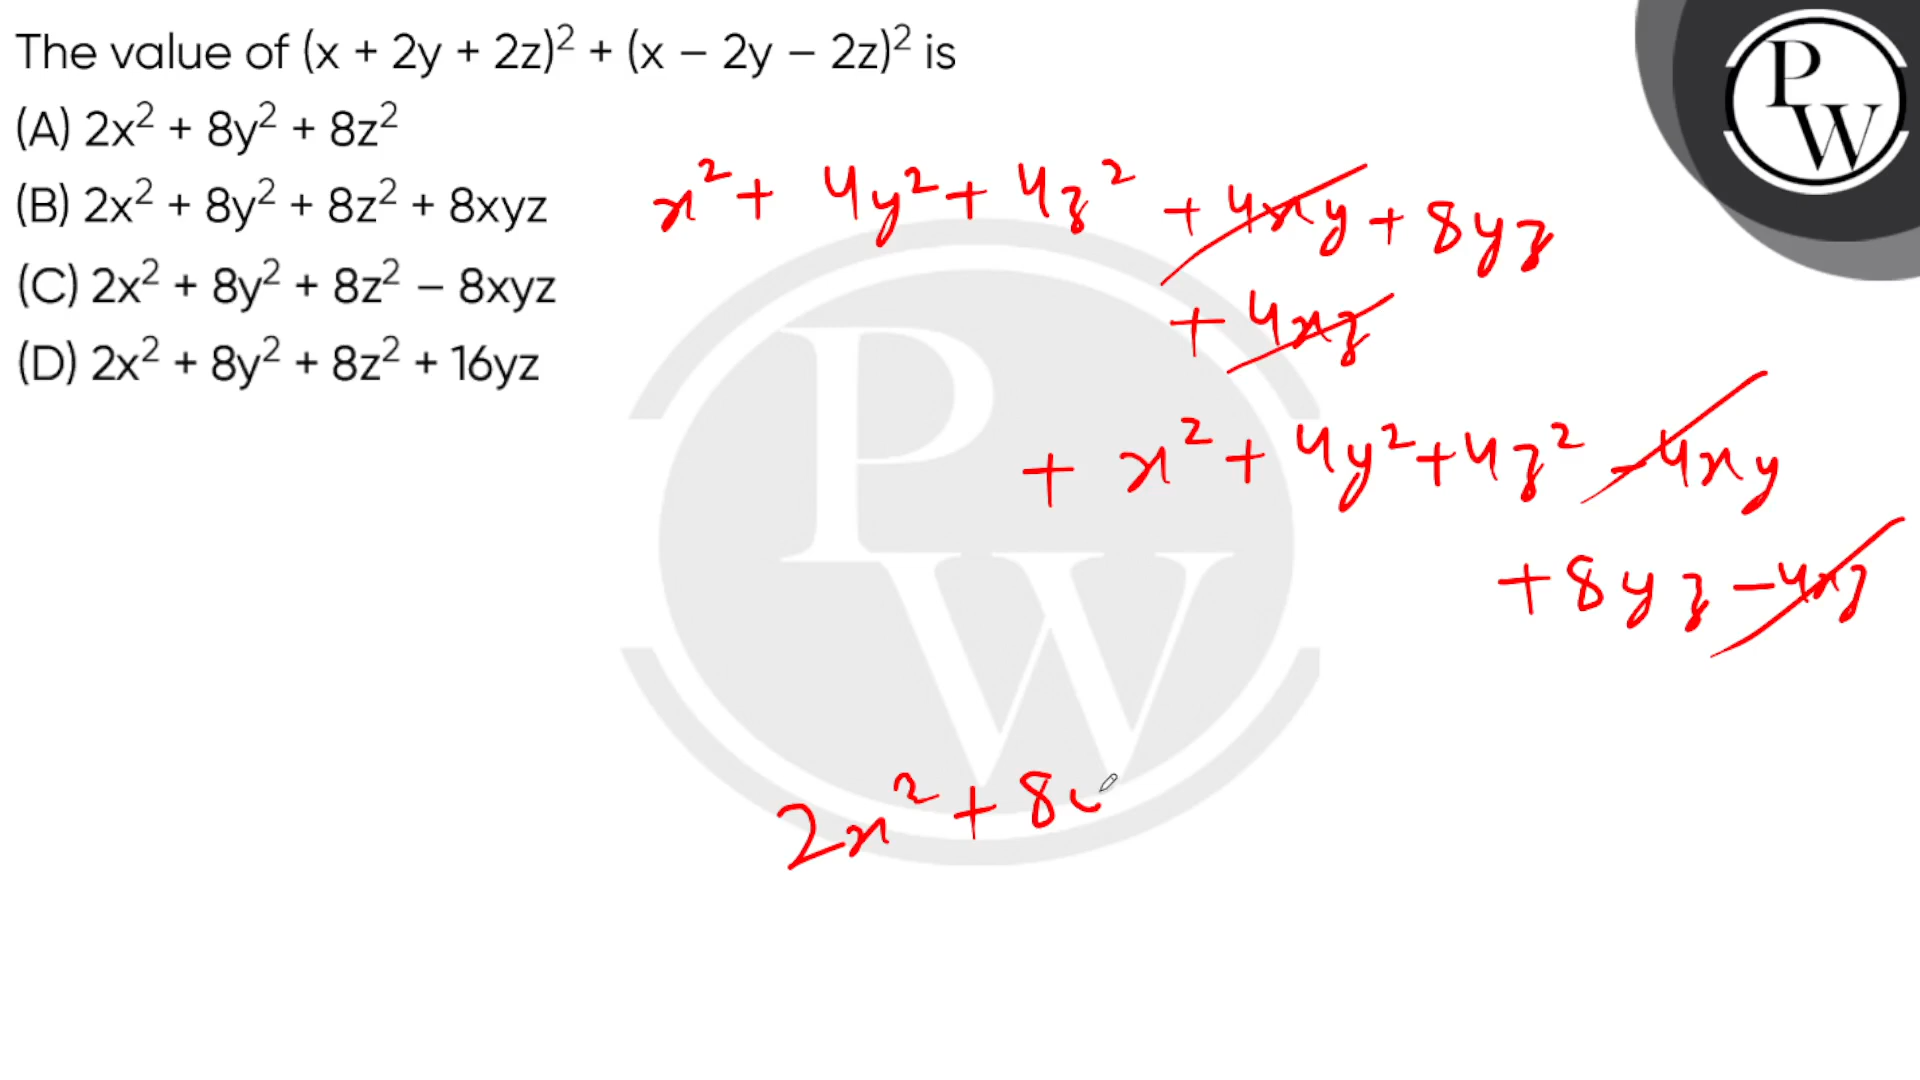 The value of (x + 2y + 2z)² + (x – 2y – 2z)² is
(A) 2x² + 8y² + 8z²
(B) 2x² + 8y² + 8z² + 8xyz
(C) 2x² + 8y² + 8z² – 8xyz
(D) 2x² + 8y² + 8z² + 16yz
PW
x² + 4y² + 4z² + 4xy + 8yz
+ 4xz
+ x² + 4y² + 4z² - 4xy
+ 8yz - 4xz
PW
2x² + 8